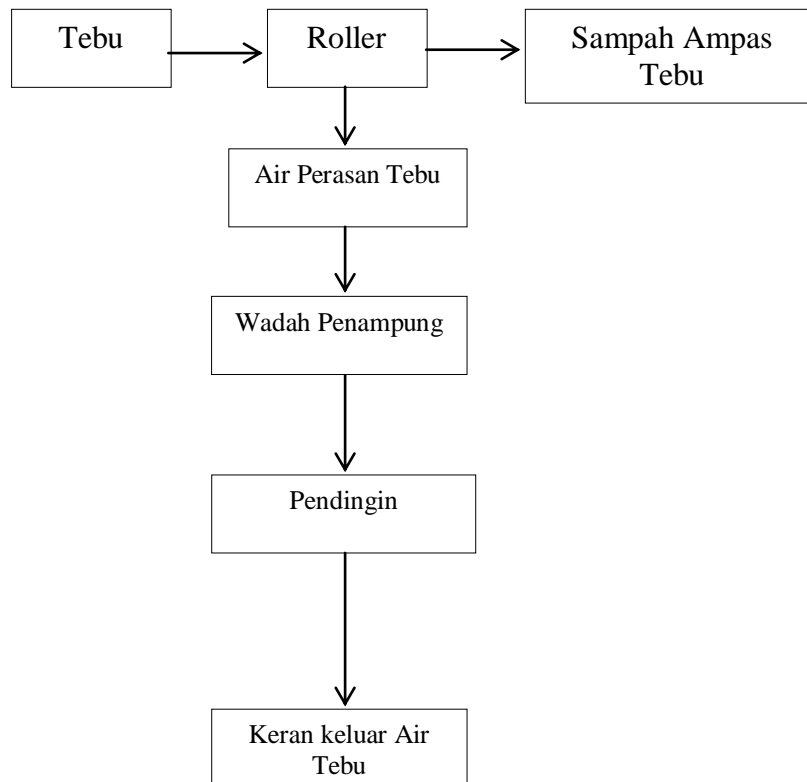 Tebu
Roller
Sampah Ampas
Tebu
Air Perasan Tebu
Wadah Penampung
Pendingin
Keran keluar Air
Tebu